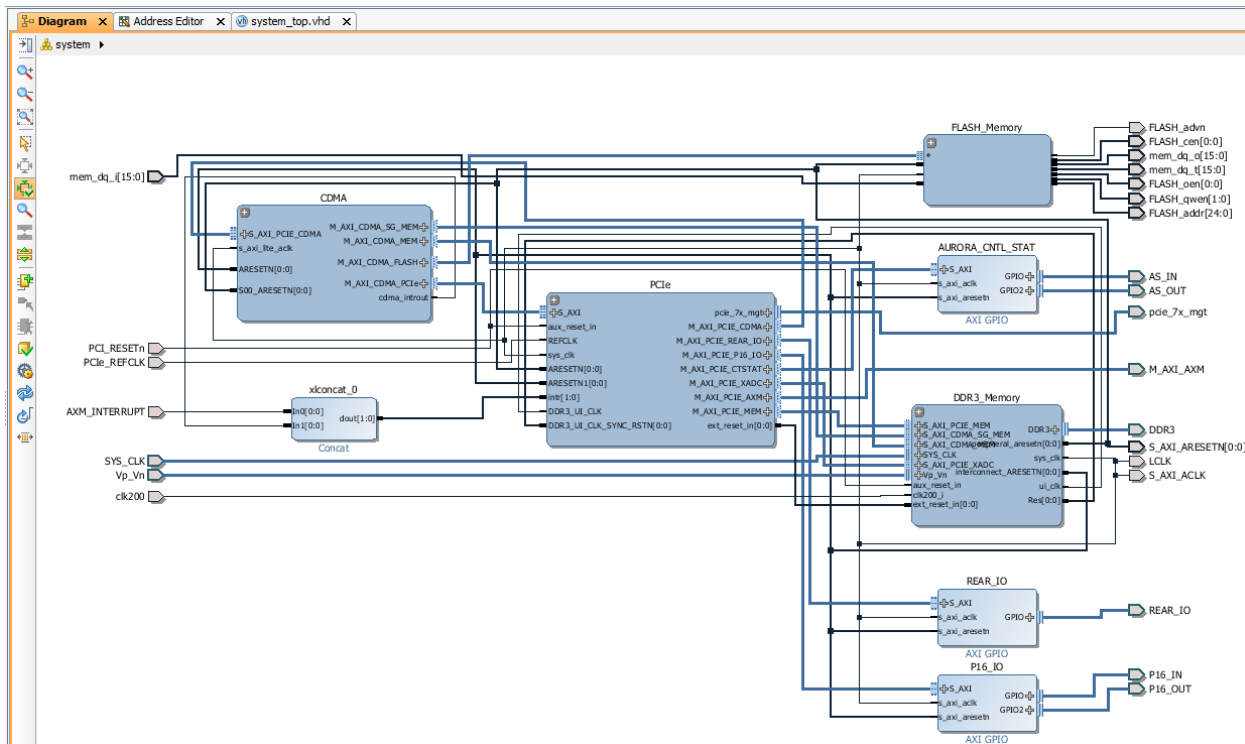 Diagram
Address Editor
system_top.vhd
system
mem_dq_i[15:0]
PCI_RESETn
PCIe_REFCLK
AXM_INTERRUPT
SYS_CLK
Vp_Vn
clk200
CDMA
S_AXI_PCIE_CDMA
s_axi_lite_aclk
ARESETN[0:0]
S00_ARESETN[0:0]
M_AXI_CDMA_SG_MEM
M_AXI_CDMA_MEM
M_AXI_CDMA_FLASH
M_AXI_CDMA_PCIe
cdma_introut
xlconcat_0
In0[0:0]
In1[0:0]
dout[1:0]
Concat
PCIe
S_AXI
aux_reset_in
REFCLK
sys_clk
ARESETN[0:0]
ARESETN1[0:0]
intr[1:0]
DDR3_UI_CLK
DDR3_UI_CLK_SYNC_RSTN[0:0]
pcie_7x_mgt
M_AXI_PCIE_CDMA
M_AXI_PCIE_REAR_IO
M_AXI_PCIE_P16_IO
M_AXI_PCIE_CTSTAT
M_AXI_PCIE_XADC
M_AXI_PCIE_AXM
M_AXI_PCIE_MEM
ext_reset_in[0:0]
FLASH_Memory
AURORA_CNTL_STAT
S_AXI
s_axi_aclk
s_axi_aresetn
GPIO
GPIO2
AXI GPIO
DDR3_Memory
S_AXI_PCIE_MEM
S_AXI_CDMA_SG_MEM
S_AXI_CDMA_MEM
SYS_CLK
S_AXI_PCIE_XADC
Vp_Vn
aux_reset_in
clk200_i
ext_reset_in[0:0]
DDR3
peripheral_aresetn[0:0]
sys_clk
interconnect_ARESETN[0:0]
ui_clk
Res[0:0]
REAR_IO
S_AXI
s_axi_aclk
s_axi_aresetn
GPIO
AXI GPIO
P16_IO
S_AXI
s_axi_aclk
s_axi_aresetn
GPIO
GPIO2
AXI GPIO
FLASH_advn
FLASH_cen[0:0]
mem_dq_o[15:0]
mem_dq_t[15:0]
FLASH_oen[0:0]
FLASH_qwen[1:0]
FLASH_addr[24:0]
AS_IN
AS_OUT
pcie_7x_mgt
M_AXI_AXM
DDR3
S_AXI_ARESETN[0:0]
LCLK
S_AXI_ACLK
REAR_IO
P16_IN
P16_OUT